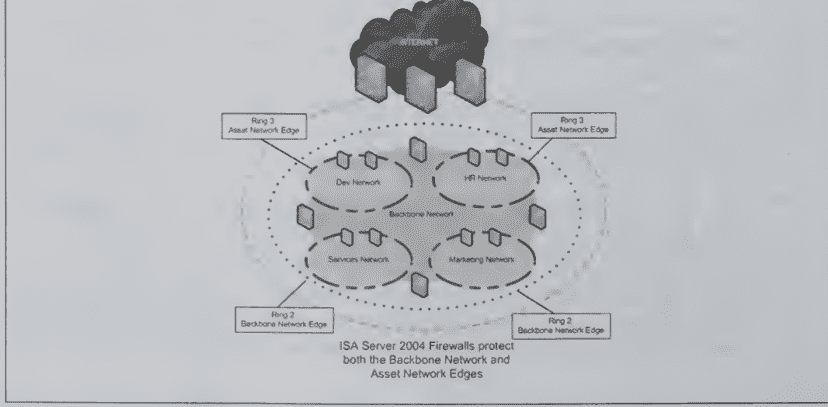 INTERNET
Ring 3
Asset Network Edge
Ring 3
Asset Network Edge
Dev Network
HR Network
Backbone Network
Services Network
Marketing Network
Ring 2
Backbone Network Edge
Ring 2
Backbone Network Edge
ISA Server 2004 Firewalls protect
both the Backbone Network and
Asset Network Edges